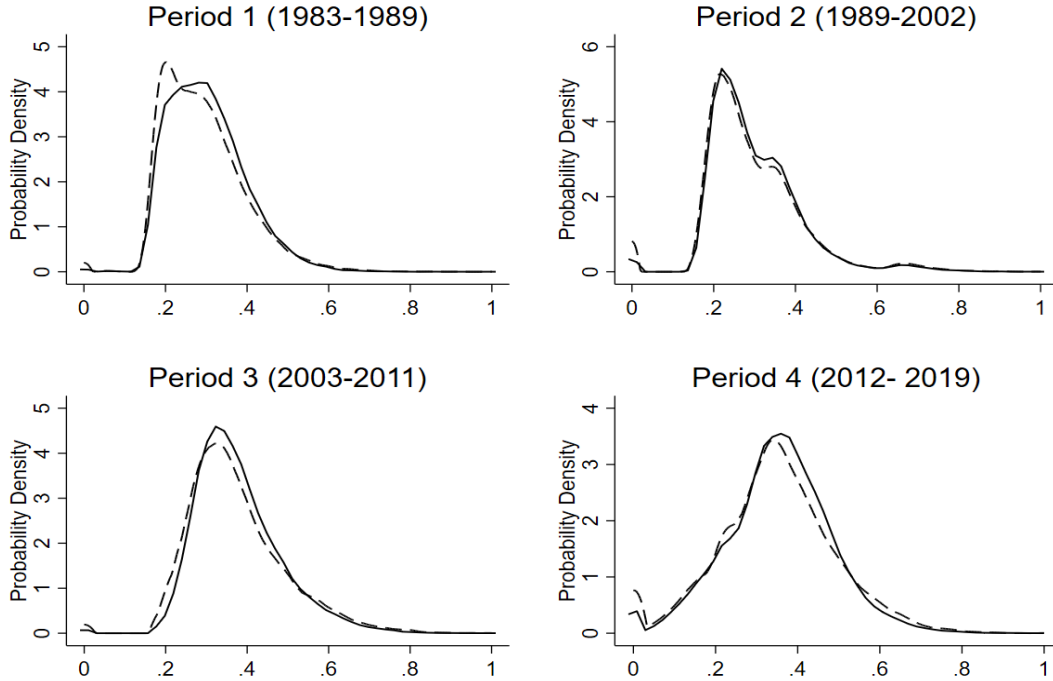 Period 1 (1983-1989)
Probability Density
0 1 2 3 4 5
0 .2 .4 .6 .8 1
Period 2 (1989-2002)
Probability Density
0 2 4 6
0 .2 .4 .6 .8 1
Period 3 (2003-2011)
Probability Density
0 1 2 3 4 5
0 .2 .4 .6 .8 1
Period 4 (2012- 2019)
Probability Density
0 1 2 3 4
0 .2 .4 .6 .8 1